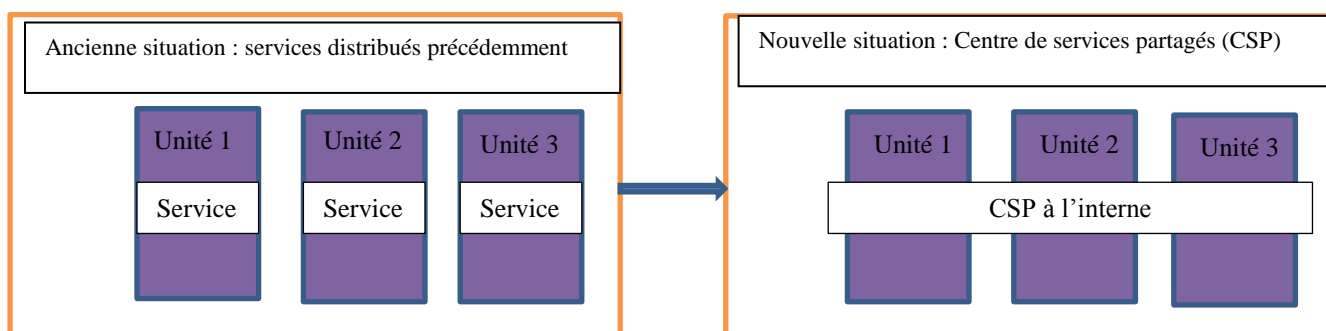 Ancienne situation : services distribués précédemment
Unité 1
Unité 2
Unité 3
Service
Service
Service
Nouvelle situation : Centre de services partagés (CSP)
Unité 1
Unité 2
Unité 3
CSP à l’interne